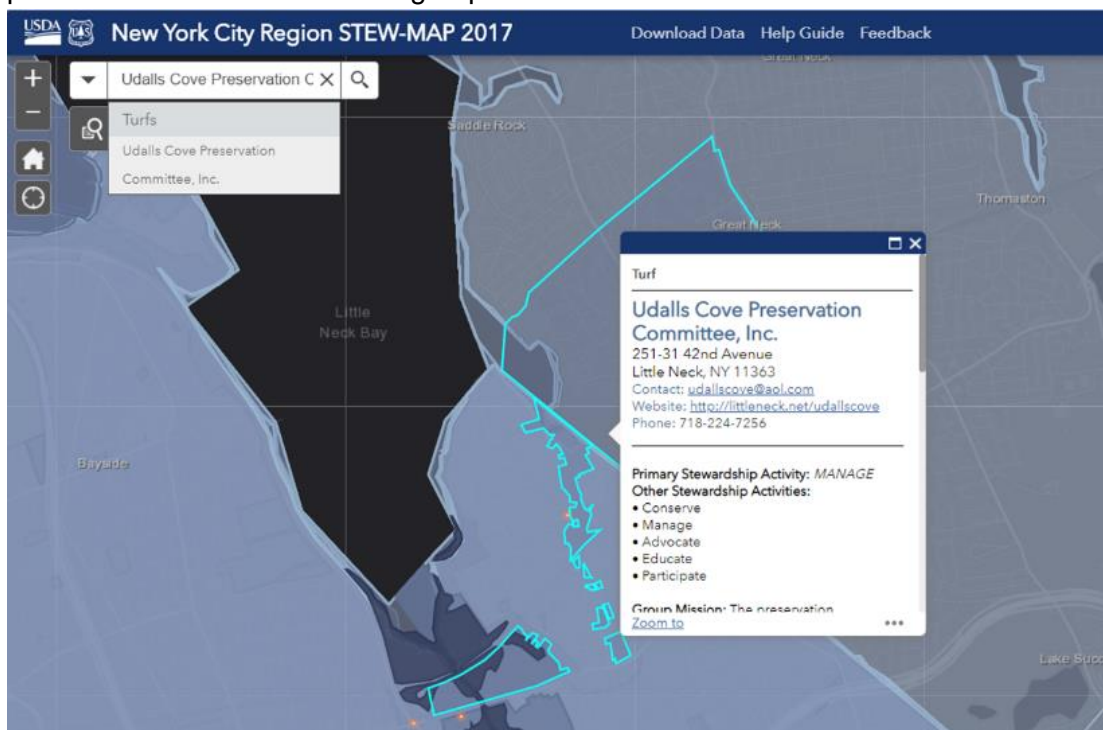 USDA New York City Region STEW-MAP 2017 Download Data Help Guide Feedback
Great Neck
Udalls Cove Preservation C
Turfs
Udalls Cove Preservation
Committee, Inc.
Saddle Rock
Thomaston
Great Neck
Little
Neck Bay
Bayside
Turf
Udalls Cove Preservation
Committee, Inc.
251-31 42nd Avenue
Little Neck, NY 11363
Contact: udallscove@aol.com
Website: http://littleneck.net/udallscove
Phone: 718-224-7256
Primary Stewardship Activity: MANAGE
Other Stewardship Activities:
• Conserve
• Manage
• Advocate
• Educate
• Participate
Group Mission: The preservation
Zoom to
Lake Succ